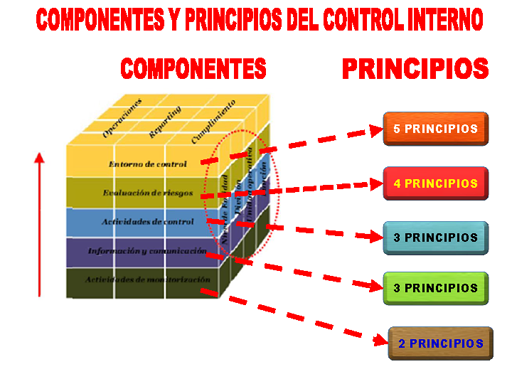 COMPONENTES Y PRINCIPIOS DEL CONTROL INTERNO
COMPONENTES
PRINCIPIOS
Operaciones
Reporting
Cumplimiento
Entorno de control
Evaluación de riesgos
Actividades de control
Información y comunicación
Actividades de monitorización
5 PRINCIPIOS
4 PRINCIPIOS
3 PRINCIPIOS
3 PRINCIPIOS
2 PRINCIPIOS